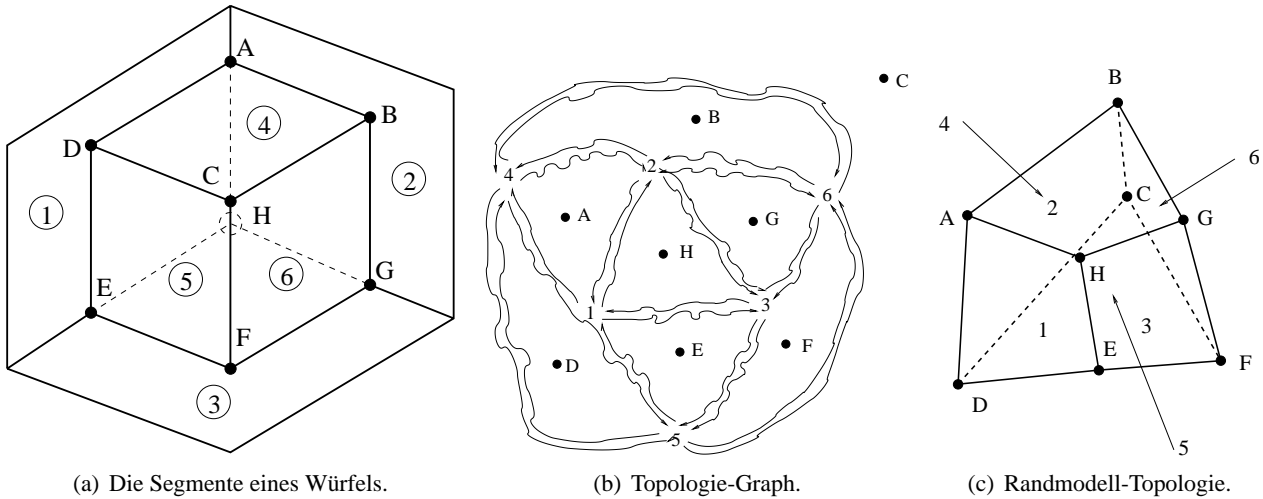 A
B
4
D
2
C
1
H
5
6
G
E
F
3
C
B
4
2
6
A
G
H
1
3
E
F
D
5
B
4
6
C
A
2
G
H
1
3
E
F
D
5
(a) Die Segmente eines Würfels.
(b) Topologie-Graph.
(c) Randmodell-Topologie.